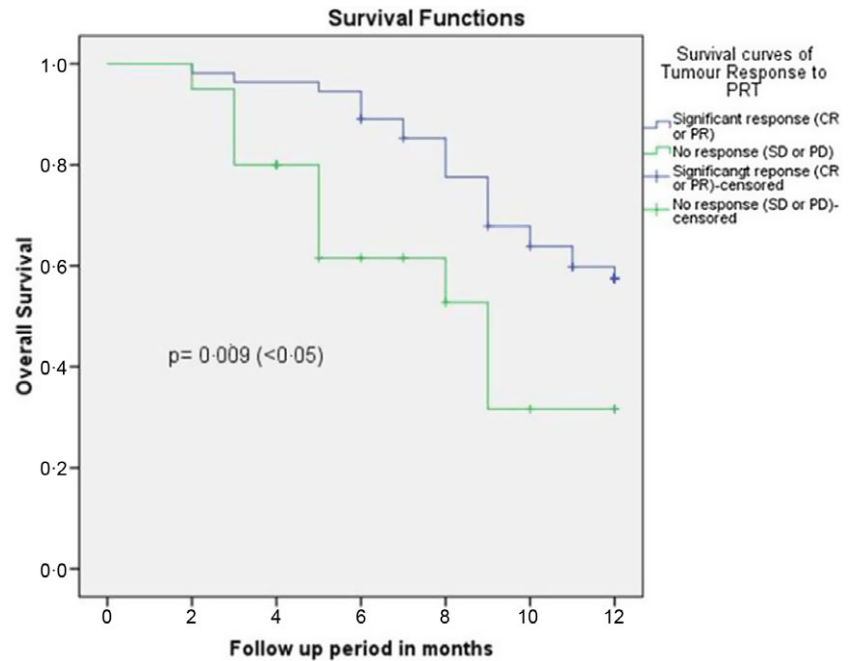 Survival Functions
Survival curves of
Tumour Response to
PRT
Significant response (CR
or PR)
No response (SD or PD)
Significangt reponse (CR
or PR)-censored
No response (SD or PD)-
censored
Overall Survival
1·0
0·8
0·6
0·4
0·2
0·0
p= 0·009 (<0·05)
0 2 4 6 8 10 12
Follow up period in months